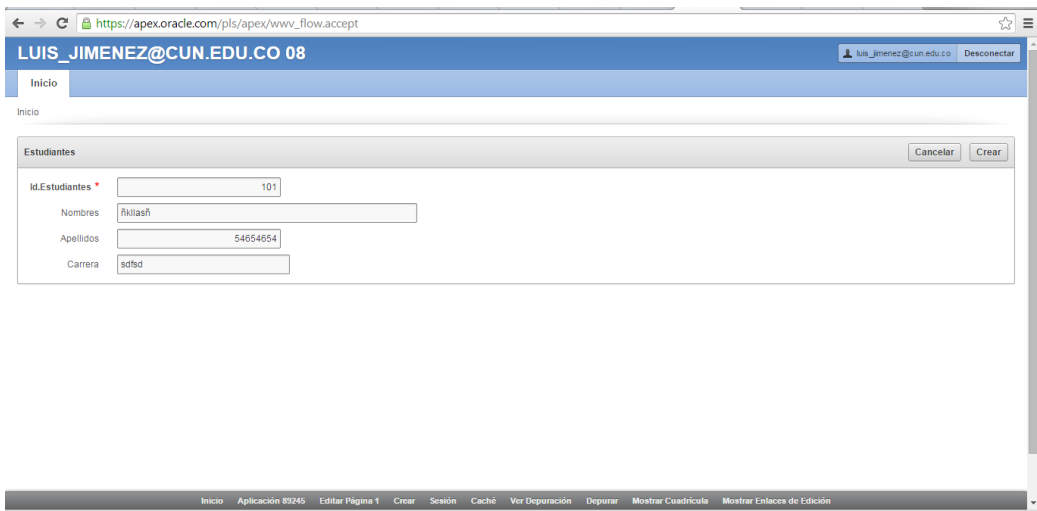 https://apex.oracle.com/pls/apex/wwv_flow.accept
LUIS_JIMENEZ@CUN.EDU.CO 08
luis_jimenez@cun.edu.co Desconectar
Inicio
Inicio
Estudiantes Cancelar Crear
Id.Estudiantes * 101
Nombres ñkllasñ
Apellidos 54654654
Carrera sdfsd
Inicio Aplicación 89245 Editar Página 1 Crear Sesión Caché Ver Depuración Depurar Mostrar Cuadrícula Mostrar Enlaces de Edición